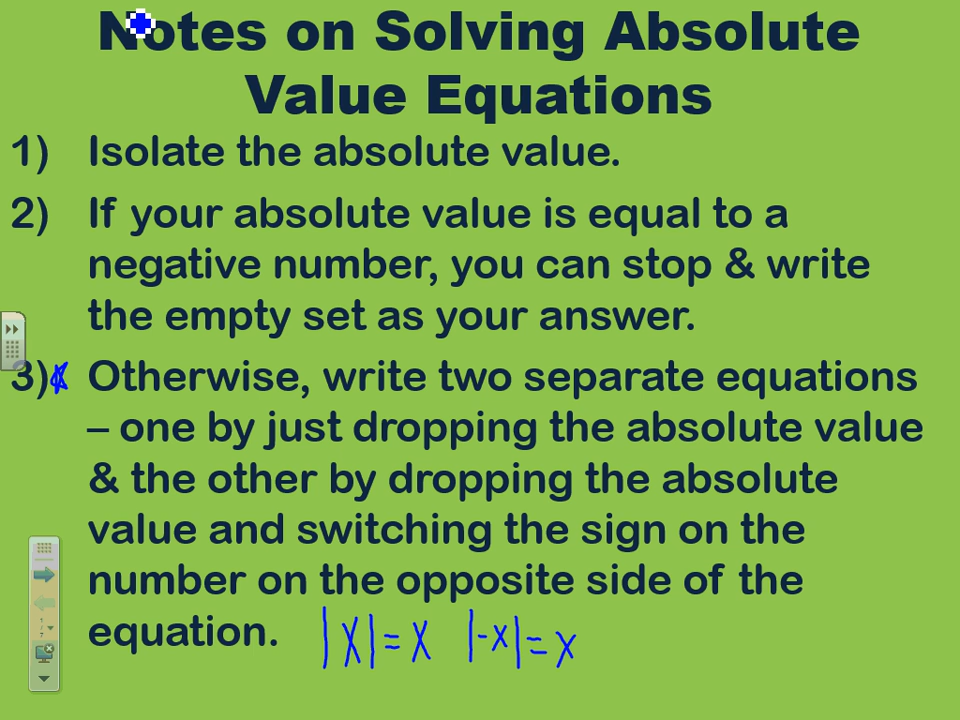 Notes on Solving Absolute
Value Equations
1) Isolate the absolute value.
2) If your absolute value is equal to a
negative number, you can stop & write
the empty set as your answer.
3) Otherwise, write two separate equations
– one by just dropping the absolute value
& the other by dropping the absolute
value and switching the sign on the
number on the opposite side of the
equation. |x|=x |-x|=x